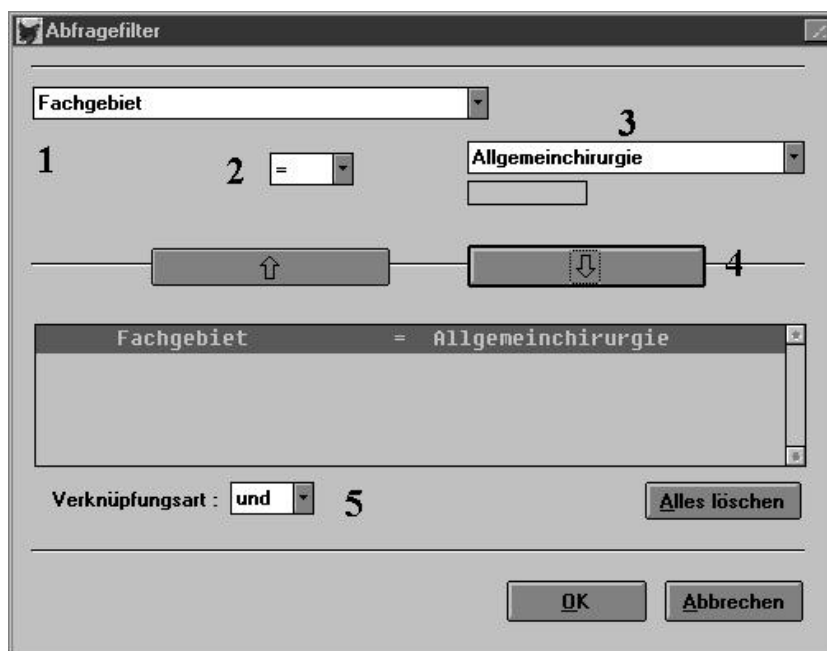 Abfragefilter
Fachgebiet
3
1
2 =
Allgemeinchirurgie
4
Fachgebiet = Allgemeinchirurgie
Verknüpfungsart : und 5
Alles löschen
OK Abbrechen